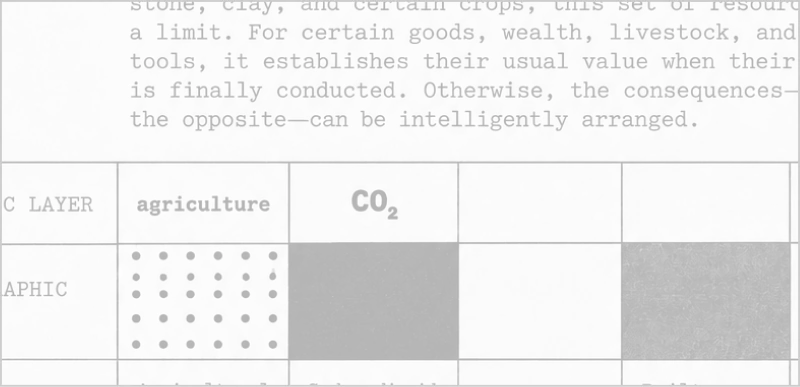 stone, clay, and certain crops, this set of
a limit. For certain goods, wealth, livestock, and
tools, it establishes their usual value when their
is finally conducted. Otherwise, the consequences—
the opposite—can be intelligently arranged.
C LAYER
agriculture
CO₂
APHIC